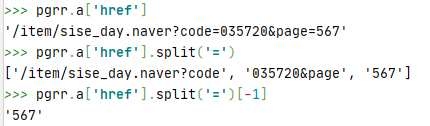 >>> pgrr.a['href']
'/item/sise_day.naver?code=035720&page=567'
>>> pgrr.a['href'].split('=')
['/item/sise_day.naver?code', '035720&page', '567']
>>> pgrr.a['href'].split('=')[-1]
'567'